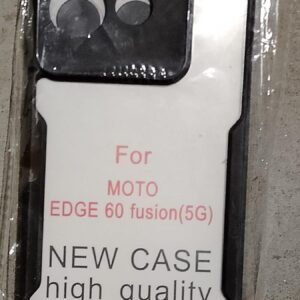 For
MOTO
EDGE 60 fusion(5G)
NEW CASE
high quality